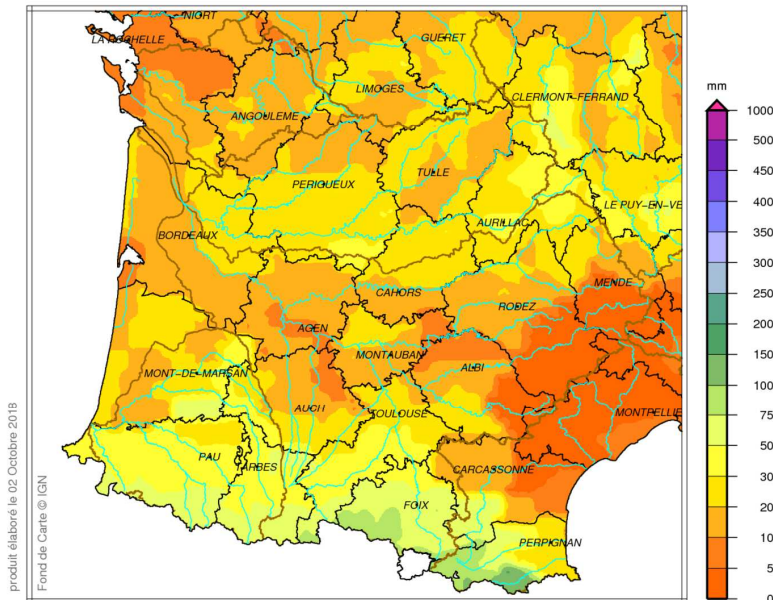 NIORT
LA ROCHELLE
GUERET
LIMOGES
CLERMONT-FERRAND
ANGOULEME
PERIGUEUX
TULLE
LE PUY-EN-VE
AURILLAC
BORDEAUX
MENDE
CAHORS
RODEZ
AGEN
MONTAUBAN
ALBI
MONT-DE-MARSAN
AUCH
TOULOUSE
MONTPELLIE
PAU
TARBES
CARCASSONNE
FOIX
PERPIGNAN
mm
1000
500
450
400
350
300
250
200
150
100
75
50
30
20
10
5
0
produit élaboré le 02 Octobre 2018
Fond de Carte © IGN